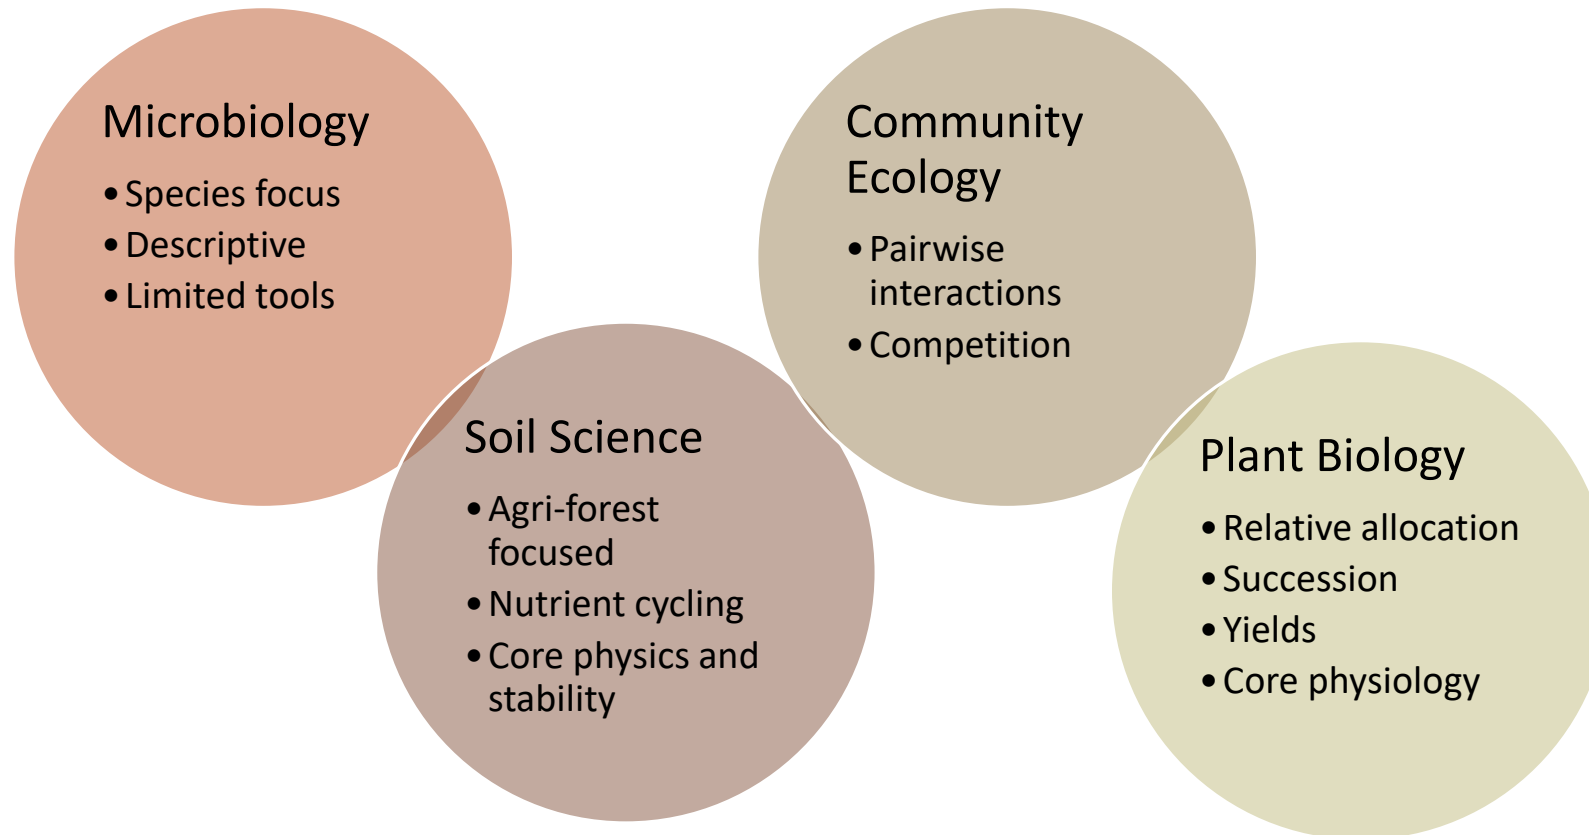 Microbiology
• Species focus
• Descriptive
• Limited tools
Soil Science
• Agri-forest
focused
• Nutrient cycling
• Core physics and
stability
Community
Ecology
• Pairwise
interactions
• Competition
Plant Biology
• Relative allocation
• Succession
• Yields
• Core physiology